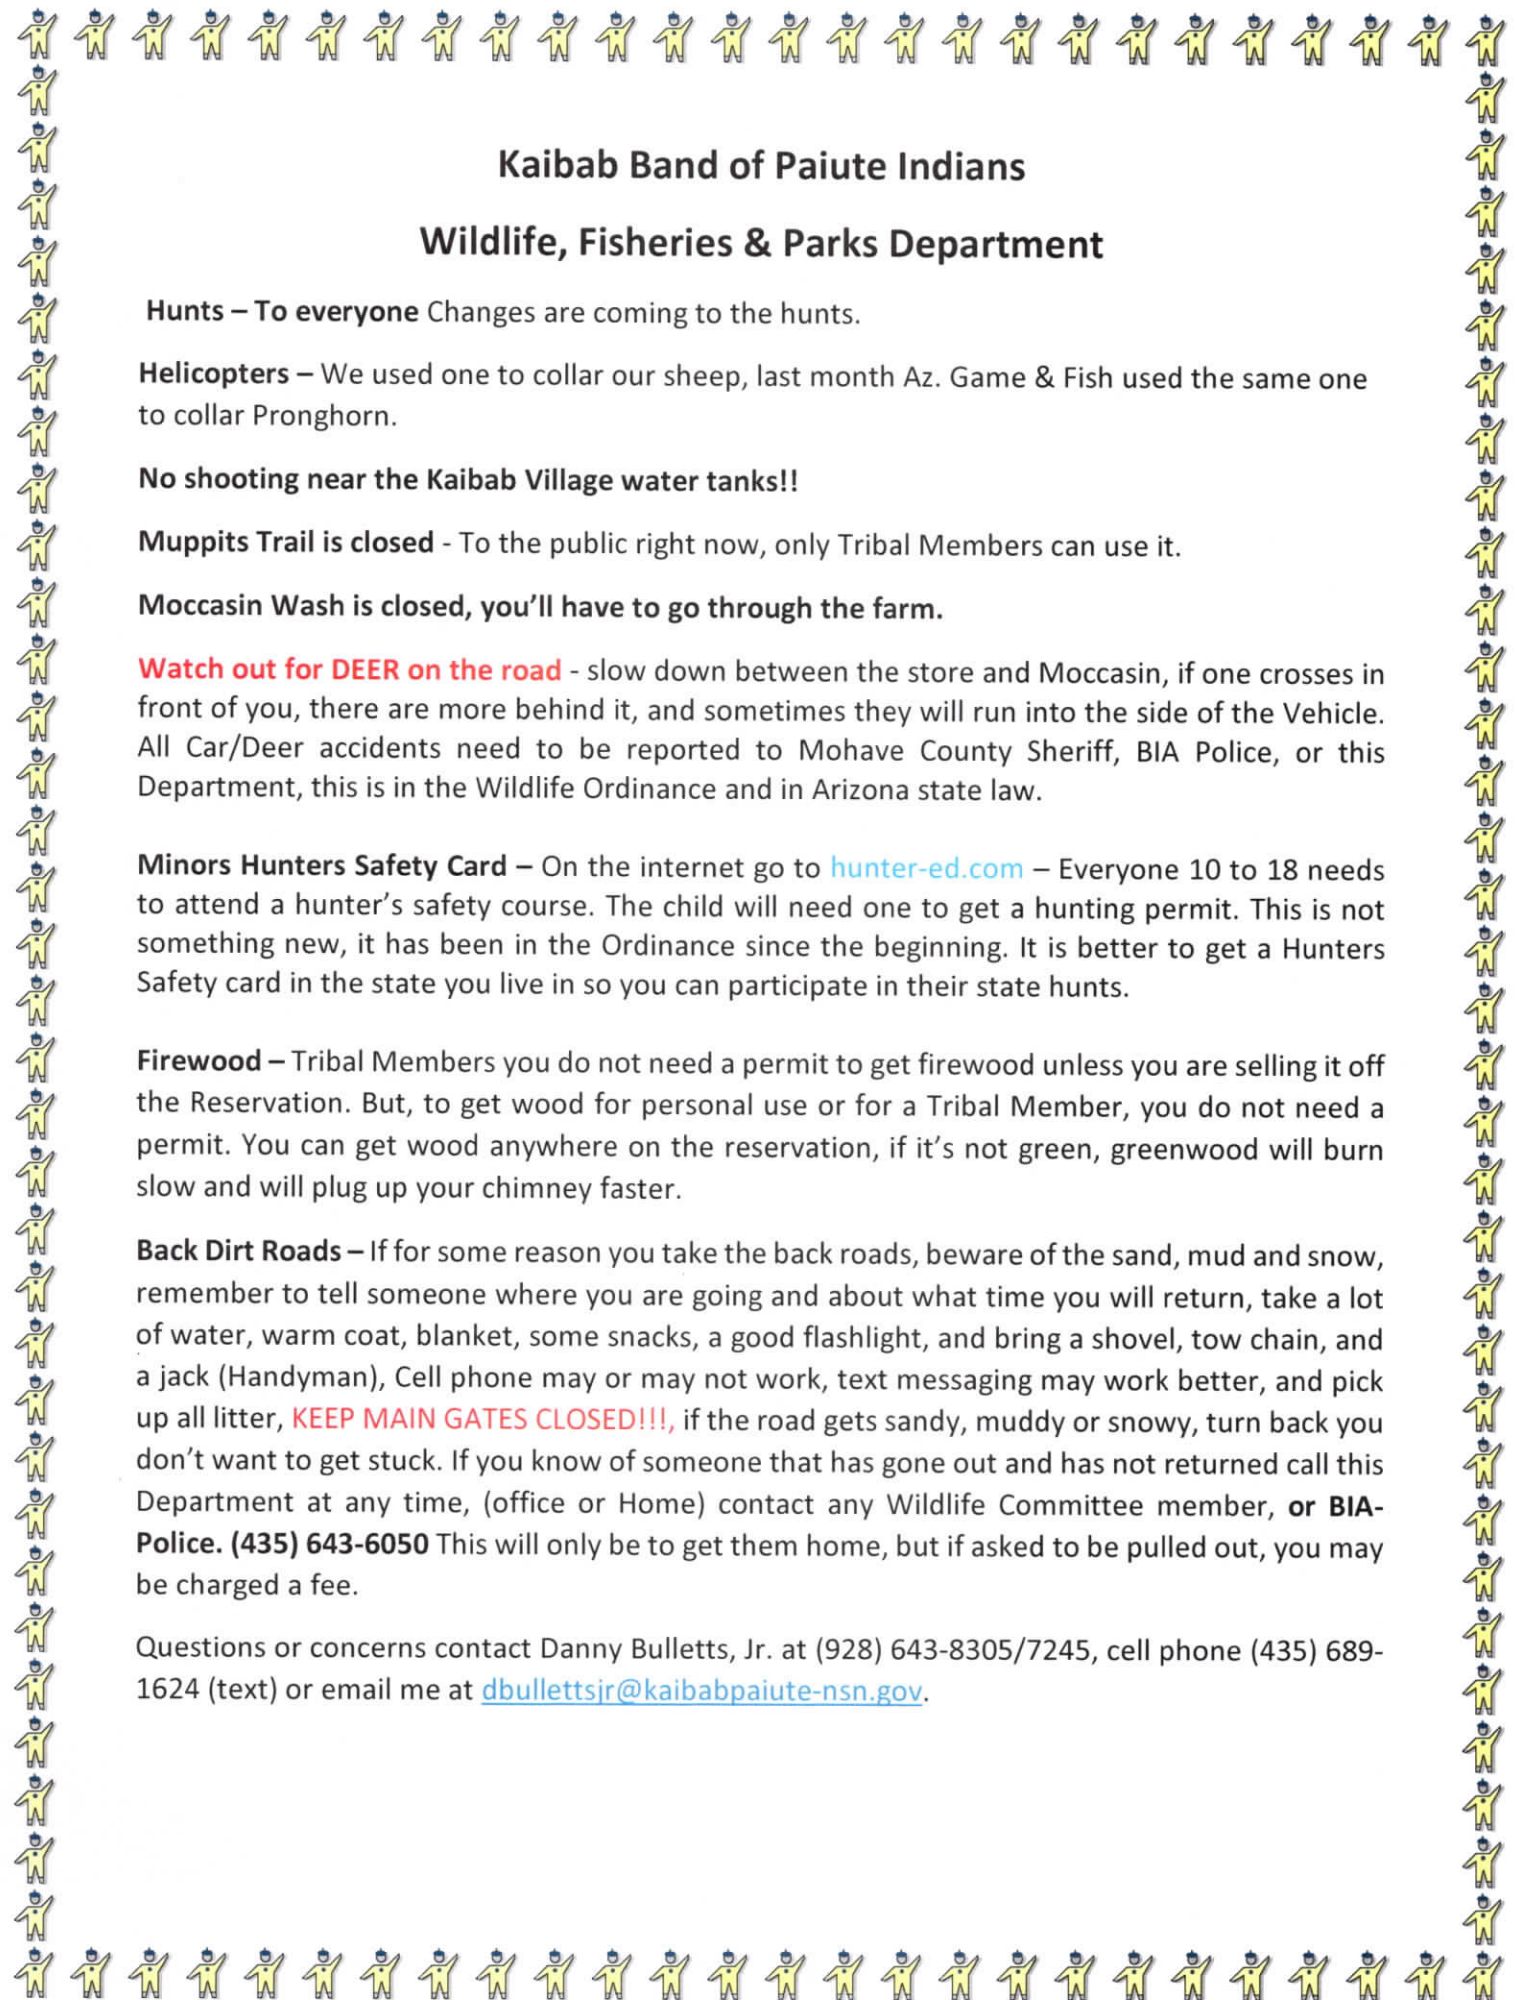 Kaibab Band of Paiute Indians
Wildlife, Fisheries & Parks Department
Hunts – To everyone Changes are coming to the hunts.
Helicopters – We used one to collar our sheep, last month Az. Game & Fish used the same one
to collar Pronghorn.
No shooting near the Kaibab Village water tanks!!
Muppits Trail is closed - To the public right now, only Tribal Members can use it.
Moccasin Wash is closed, you’ll have to go through the farm.
Watch out for DEER on the road - slow down between the store and Moccasin, if one crosses in
front of you, there are more behind it, and sometimes they will run into the side of the Vehicle.
All Car/Deer accidents need to be reported to Mohave County Sheriff, BIA Police, or this
Department, this is in the Wildlife Ordinance and in Arizona state law.
Minors Hunters Safety Card – On the internet go to hunter-ed.com – Everyone 10 to 18 needs
to attend a hunter’s safety course. The child will need one to get a hunting permit. This is not
something new, it has been in the Ordinance since the beginning. It is better to get a Hunters
Safety card in the state you live in so you can participate in their state hunts.
Firewood – Tribal Members you do not need a permit to get firewood unless you are selling it off
the Reservation. But, to get wood for personal use or for a Tribal Member, you do not need a
permit. You can get wood anywhere on the reservation, if it’s not green, greenwood will burn
slow and will plug up your chimney faster.
Back Dirt Roads – If for some reason you take the back roads, beware of the sand, mud and snow,
remember to tell someone where you are going and about what time you will return, take a lot
of water, warm coat, blanket, some snacks, a good flashlight, and bring a shovel, tow chain, and
a jack (Handyman), Cell phone may or may not work, text messaging may work better, and pick
up all litter, KEEP MAIN GATES CLOSED!!!, if the road gets sandy, muddy or snowy, turn back you
don’t want to get stuck. If you know of someone that has gone out and has not returned call this
Department at any time, (office or Home) contact any Wildlife Committee member, or BIA-
Police. (435) 643-6050 This will only be to get them home, but if asked to be pulled out, you may
be charged a fee.
Questions or concerns contact Danny Bulletts, Jr. at (928) 643-8305/7245, cell phone (435) 689-
1624 (text) or email me at dbullettsjr@kaibabpaiute-nsn.gov.